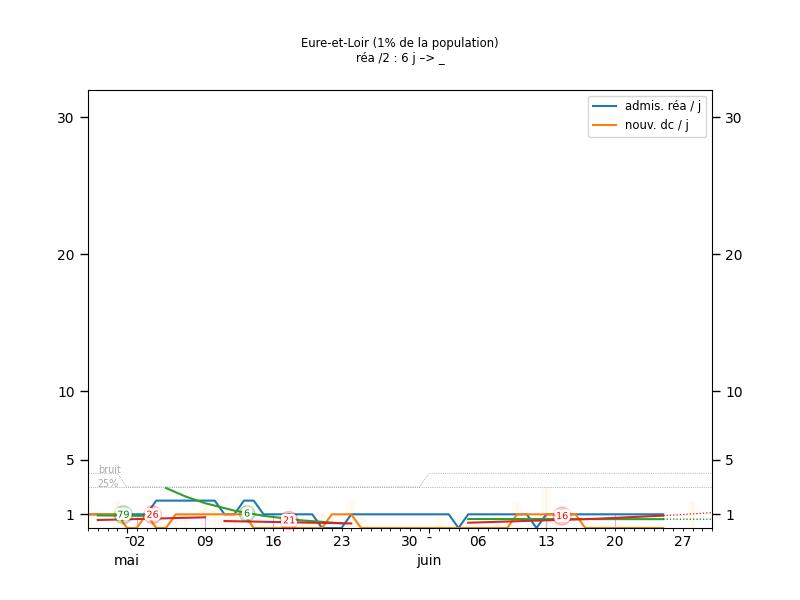 Eure-et-Loir (1% de la population)
réa /2 : 6 j –> _
admis. réa / j
nouv. dc / j
30 30
20 20
10 10
5 5
bruit
25%
1 1
79 26 6 21 16
02 09 16 23 30 06 13 20 27
mai juin